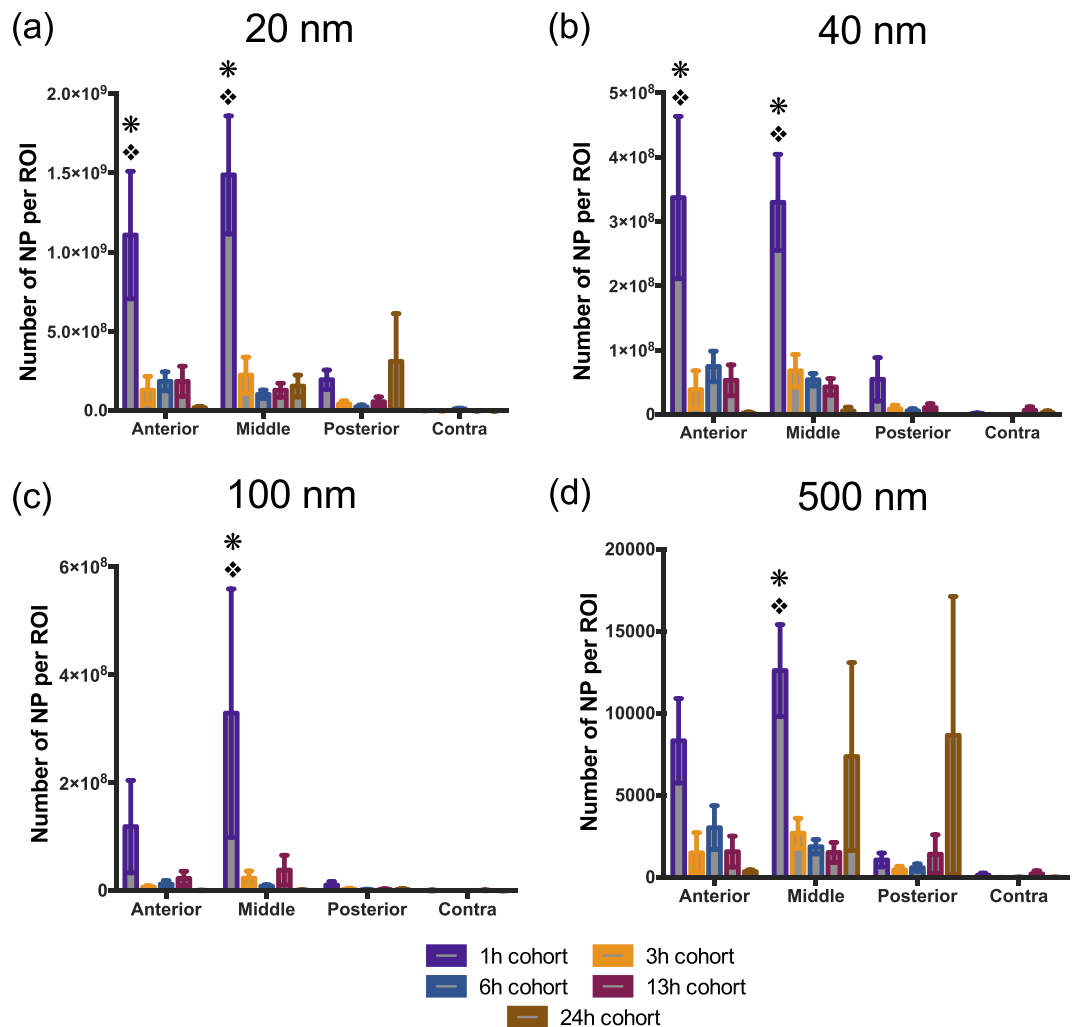 (a) 20 nm
Number of NP per ROI
2.0×10⁹
1.5×10⁹
1.0×10⁹
5.0×10⁸
0.0
Anterior Middle Posterior Contra
(b) 40 nm
Number of NP per ROI
5×10⁸
4×10⁸
3×10⁸
2×10⁸
1×10⁸
0
Anterior Middle Posterior Contra
(c) 100 nm
Number of NP per ROI
6×10⁸
4×10⁸
2×10⁸
0
Anterior Middle Posterior Contra
(d) 500 nm
Number of NP per ROI
20000
15000
10000
5000
0
Anterior Middle Posterior Contra
1h cohort 3h cohort
6h cohort 13h cohort
24h cohort